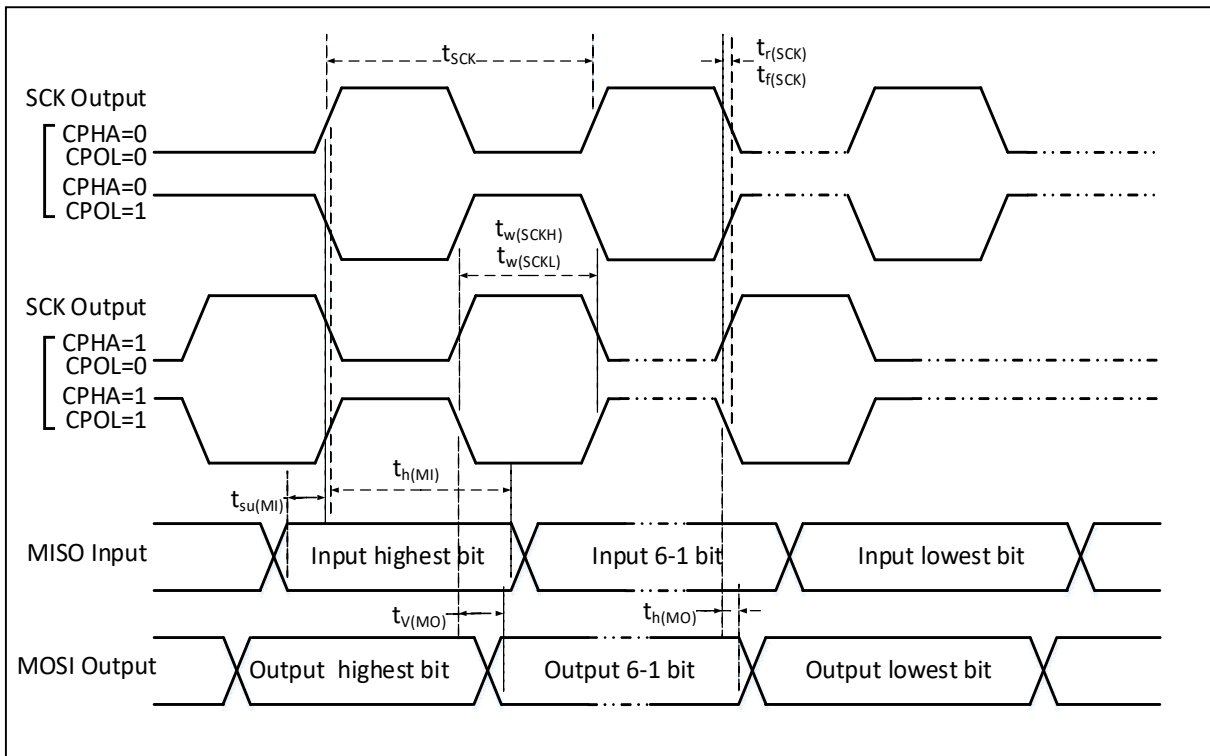 tSCK
tr(SCK)
tf(SCK)
SCK Output
CPHA=0
CPOL=0
CPHA=0
CPOL=1
tw(SCKH)
tw(SCKL)
SCK Output
CPHA=1
CPOL=0
CPHA=1
CPOL=1
th(MI)
tsu(MI)
MISO Input
Input highest bit
Input 6-1 bit
Input lowest bit
tV(MO)
th(MO)
MOSI Output
Output highest bit
Output 6-1 bit
Output lowest bit